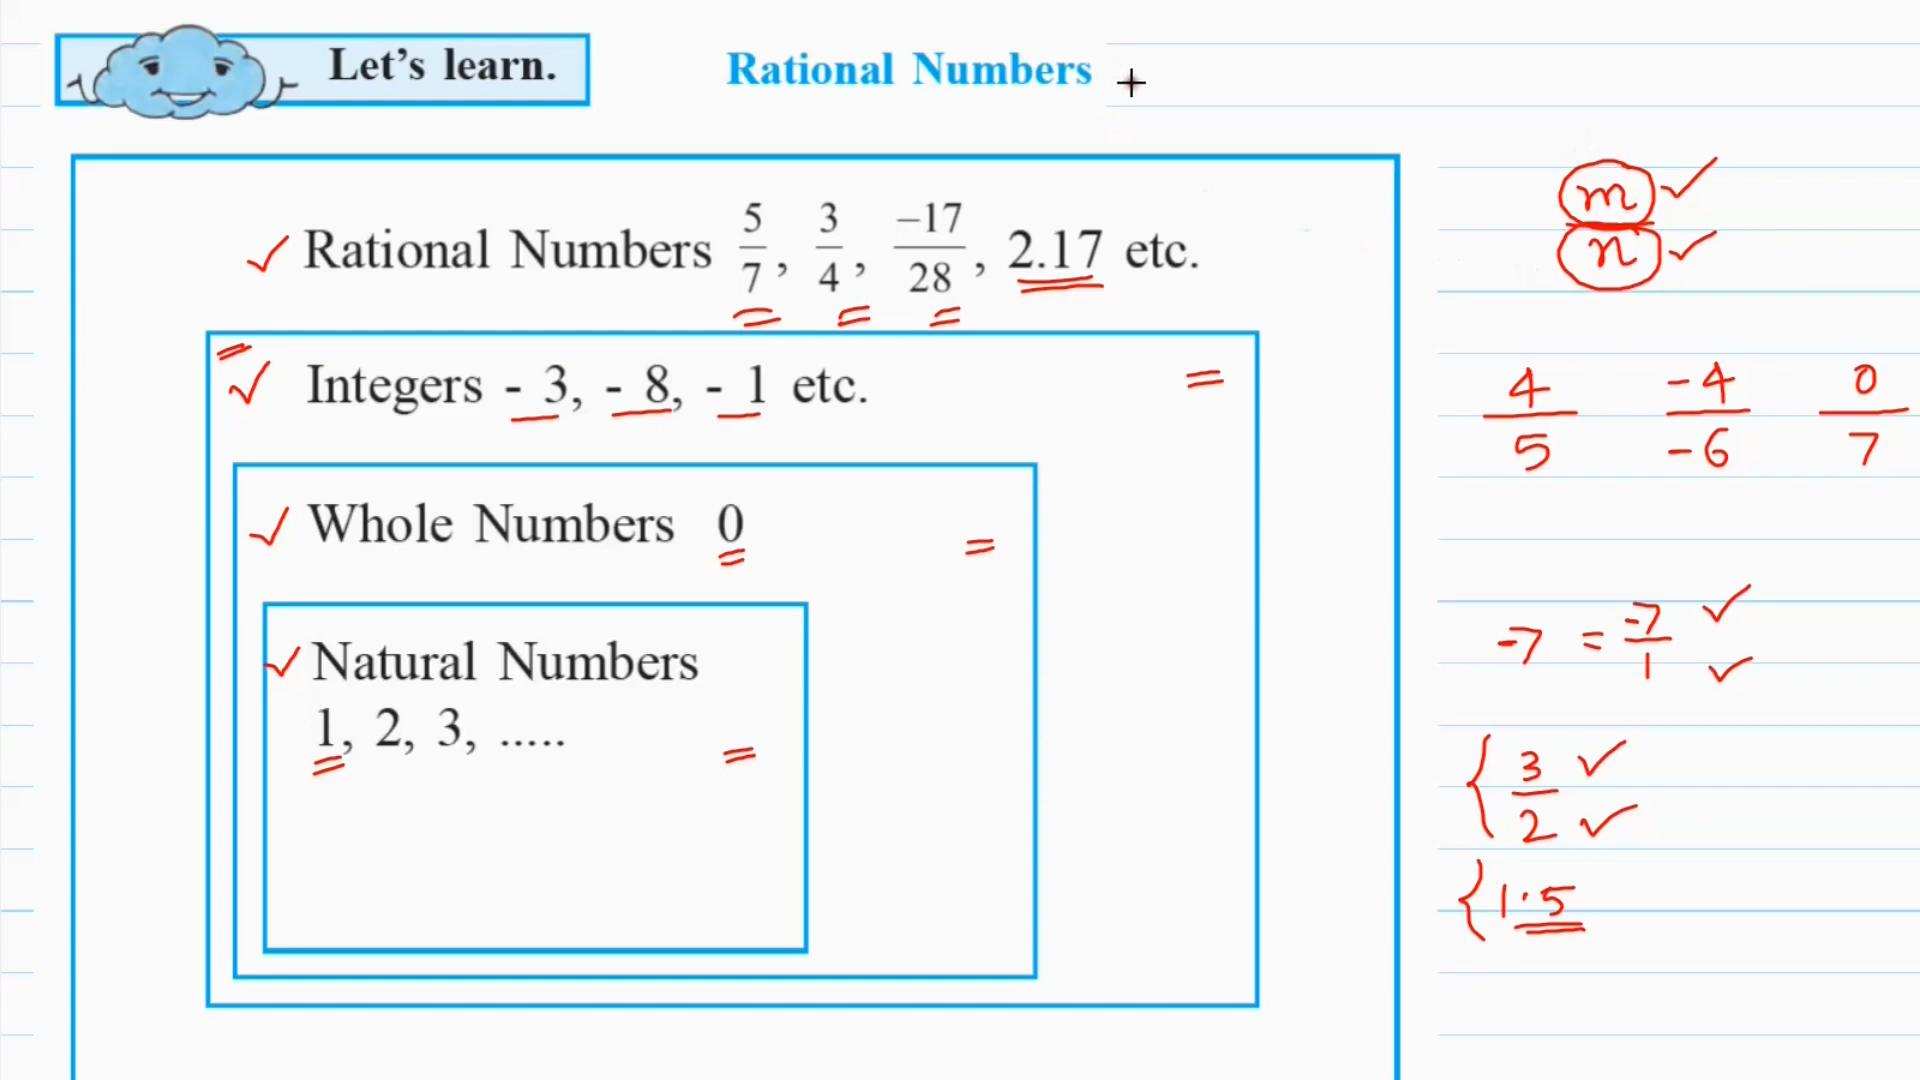 Let's learn.
Rational Numbers
Rational Numbers 5/7, 3/4, –17/28, 2.17 etc.
Integers - 3, - 8, - 1 etc.
Whole Numbers 0
Natural Numbers
1, 2, 3, .....
m/n
4/5 -4/-6 0/7
-7 = -7/1
3/2
1.5